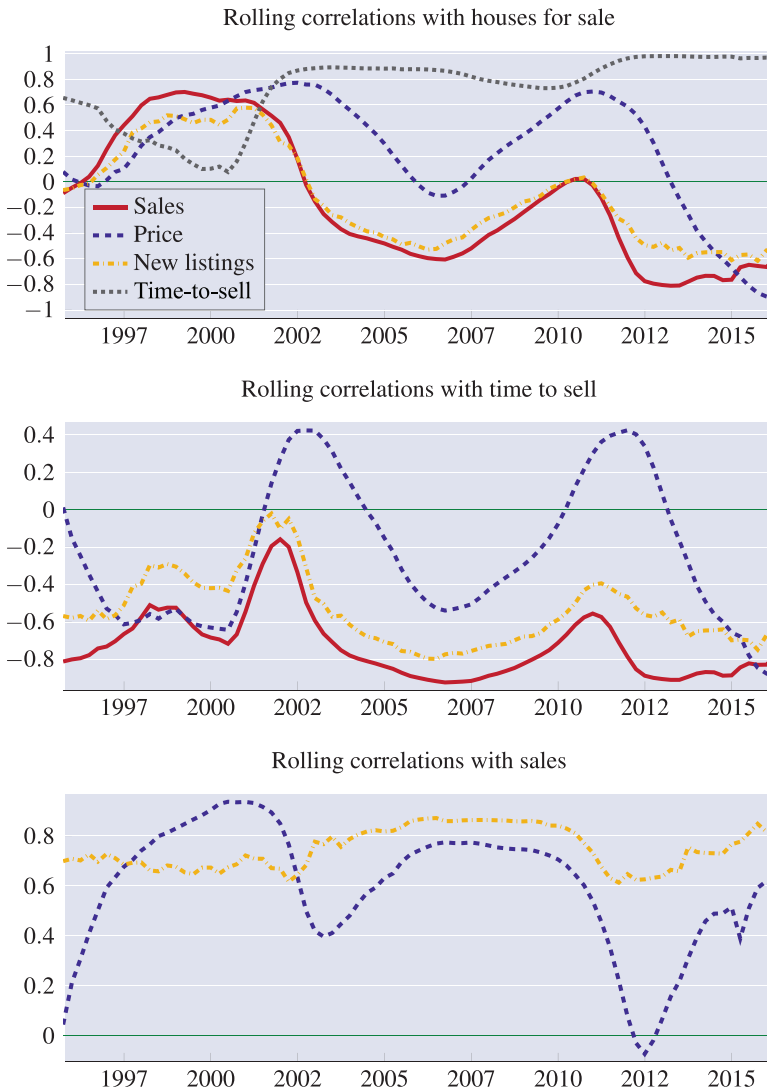 Rolling correlations with houses for sale
1
0.8
0.6
0.4
0.2
0
−0.2
−0.4
−0.6
−0.8
−1
Sales
Price
New listings
Time-to-sell
1997 2000 2002 2005 2007 2010 2012 2015
Rolling correlations with time to sell
0.4
0.2
0
−0.2
−0.4
−0.6
−0.8
1997 2000 2002 2005 2007 2010 2012 2015
Rolling correlations with sales
0.8
0.6
0.4
0.2
0
1997 2000 2002 2005 2007 2010 2012 2015